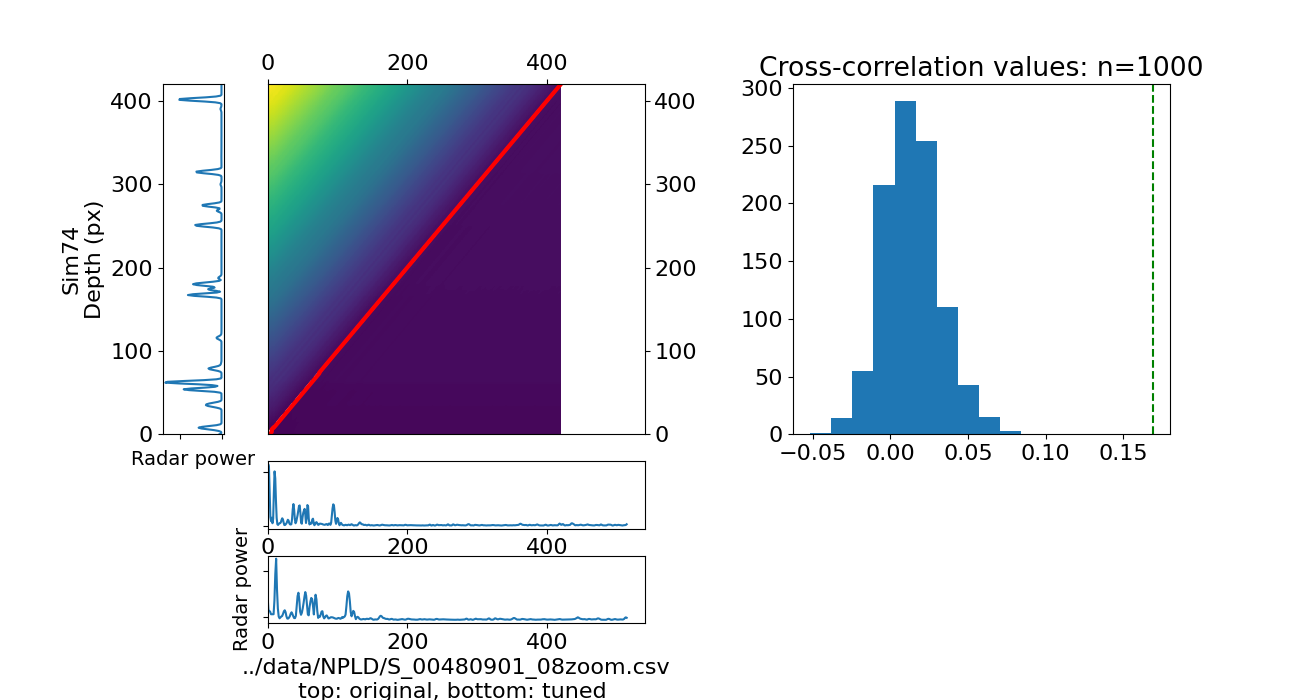 0 200 400
Cross-correlation values: n=1000
400
300
200
100
0
Sim74
Depth (px)
400
300
200
100
0
300
250
200
150
100
50
0
−0.05 0.00 0.05 0.10 0.15
Radar power
0 200 400
Radar power
0 200 400
../data/NPLD/S_00480901_08zoom.csv
top: original, bottom: tuned